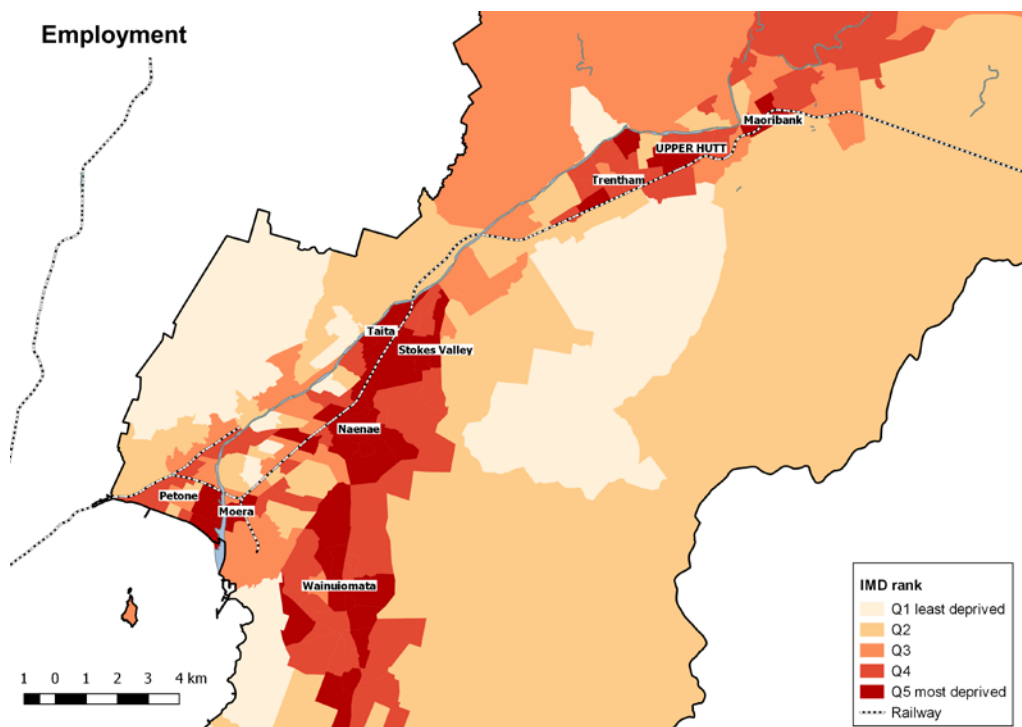 Employment
Maoribank
UPPER HUTT
Trentham
Taita
Stokes Valley
Naenae
Petone
Moera
Wainuiomata
IMD rank
Q1 least deprived
Q2
Q3
Q4
Q5 most deprived
Railway
1 0 1 2 3 4 km